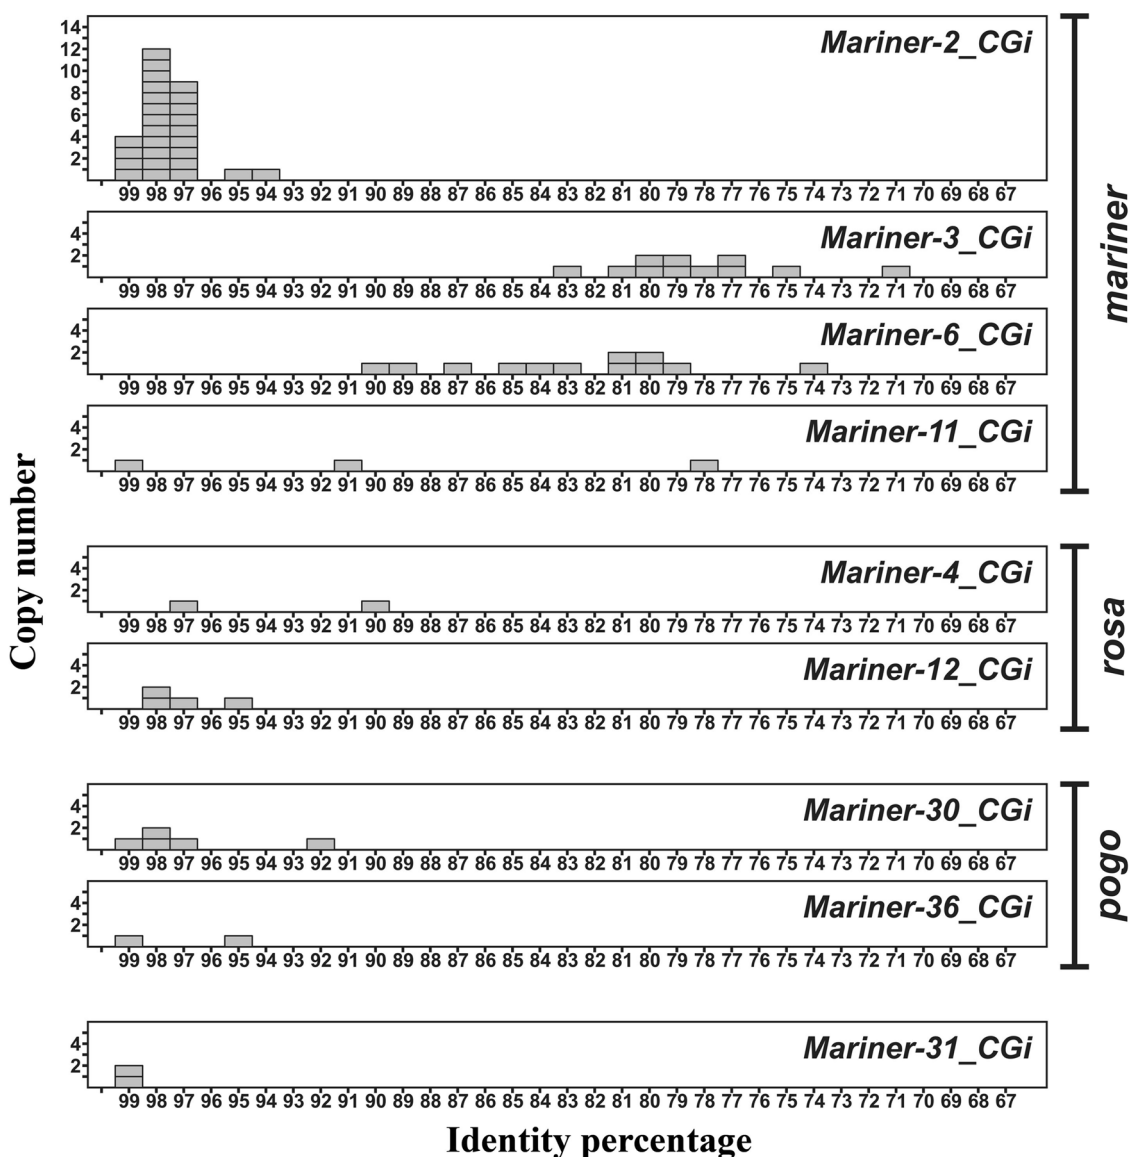 14
12
10
8
6
4
2
Mariner-2_CGi
99 98 97 96 95 94 93 92 91 90 89 88 87 86 85 84 83 82 81 80 79 78 77 76 75 74 73 72 71 70 69 68 67
4
2
Mariner-3_CGi
99 98 97 96 95 94 93 92 91 90 89 88 87 86 85 84 83 82 81 80 79 78 77 76 75 74 73 72 71 70 69 68 67
4
2
Mariner-6_CGi
99 98 97 96 95 94 93 92 91 90 89 88 87 86 85 84 83 82 81 80 79 78 77 76 75 74 73 72 71 70 69 68 67
4
2
Mariner-11_CGi
99 98 97 96 95 94 93 92 91 90 89 88 87 86 85 84 83 82 81 80 79 78 77 76 75 74 73 72 71 70 69 68 67
mariner
4
2
Mariner-4_CGi
99 98 97 96 95 94 93 92 91 90 89 88 87 86 85 84 83 82 81 80 79 78 77 76 75 74 73 72 71 70 69 68 67
4
2
Mariner-12_CGi
99 98 97 96 95 94 93 92 91 90 89 88 87 86 85 84 83 82 81 80 79 78 77 76 75 74 73 72 71 70 69 68 67
rosa
4
2
Mariner-30_CGi
99 98 97 96 95 94 93 92 91 90 89 88 87 86 85 84 83 82 81 80 79 78 77 76 75 74 73 72 71 70 69 68 67
4
2
Mariner-36_CGi
99 98 97 96 95 94 93 92 91 90 89 88 87 86 85 84 83 82 81 80 79 78 77 76 75 74 73 72 71 70 69 68 67
pogo
4
2
Mariner-31_CGi
99 98 97 96 95 94 93 92 91 90 89 88 87 86 85 84 83 82 81 80 79 78 77 76 75 74 73 72 71 70 69 68 67
Copy number
Identity percentage